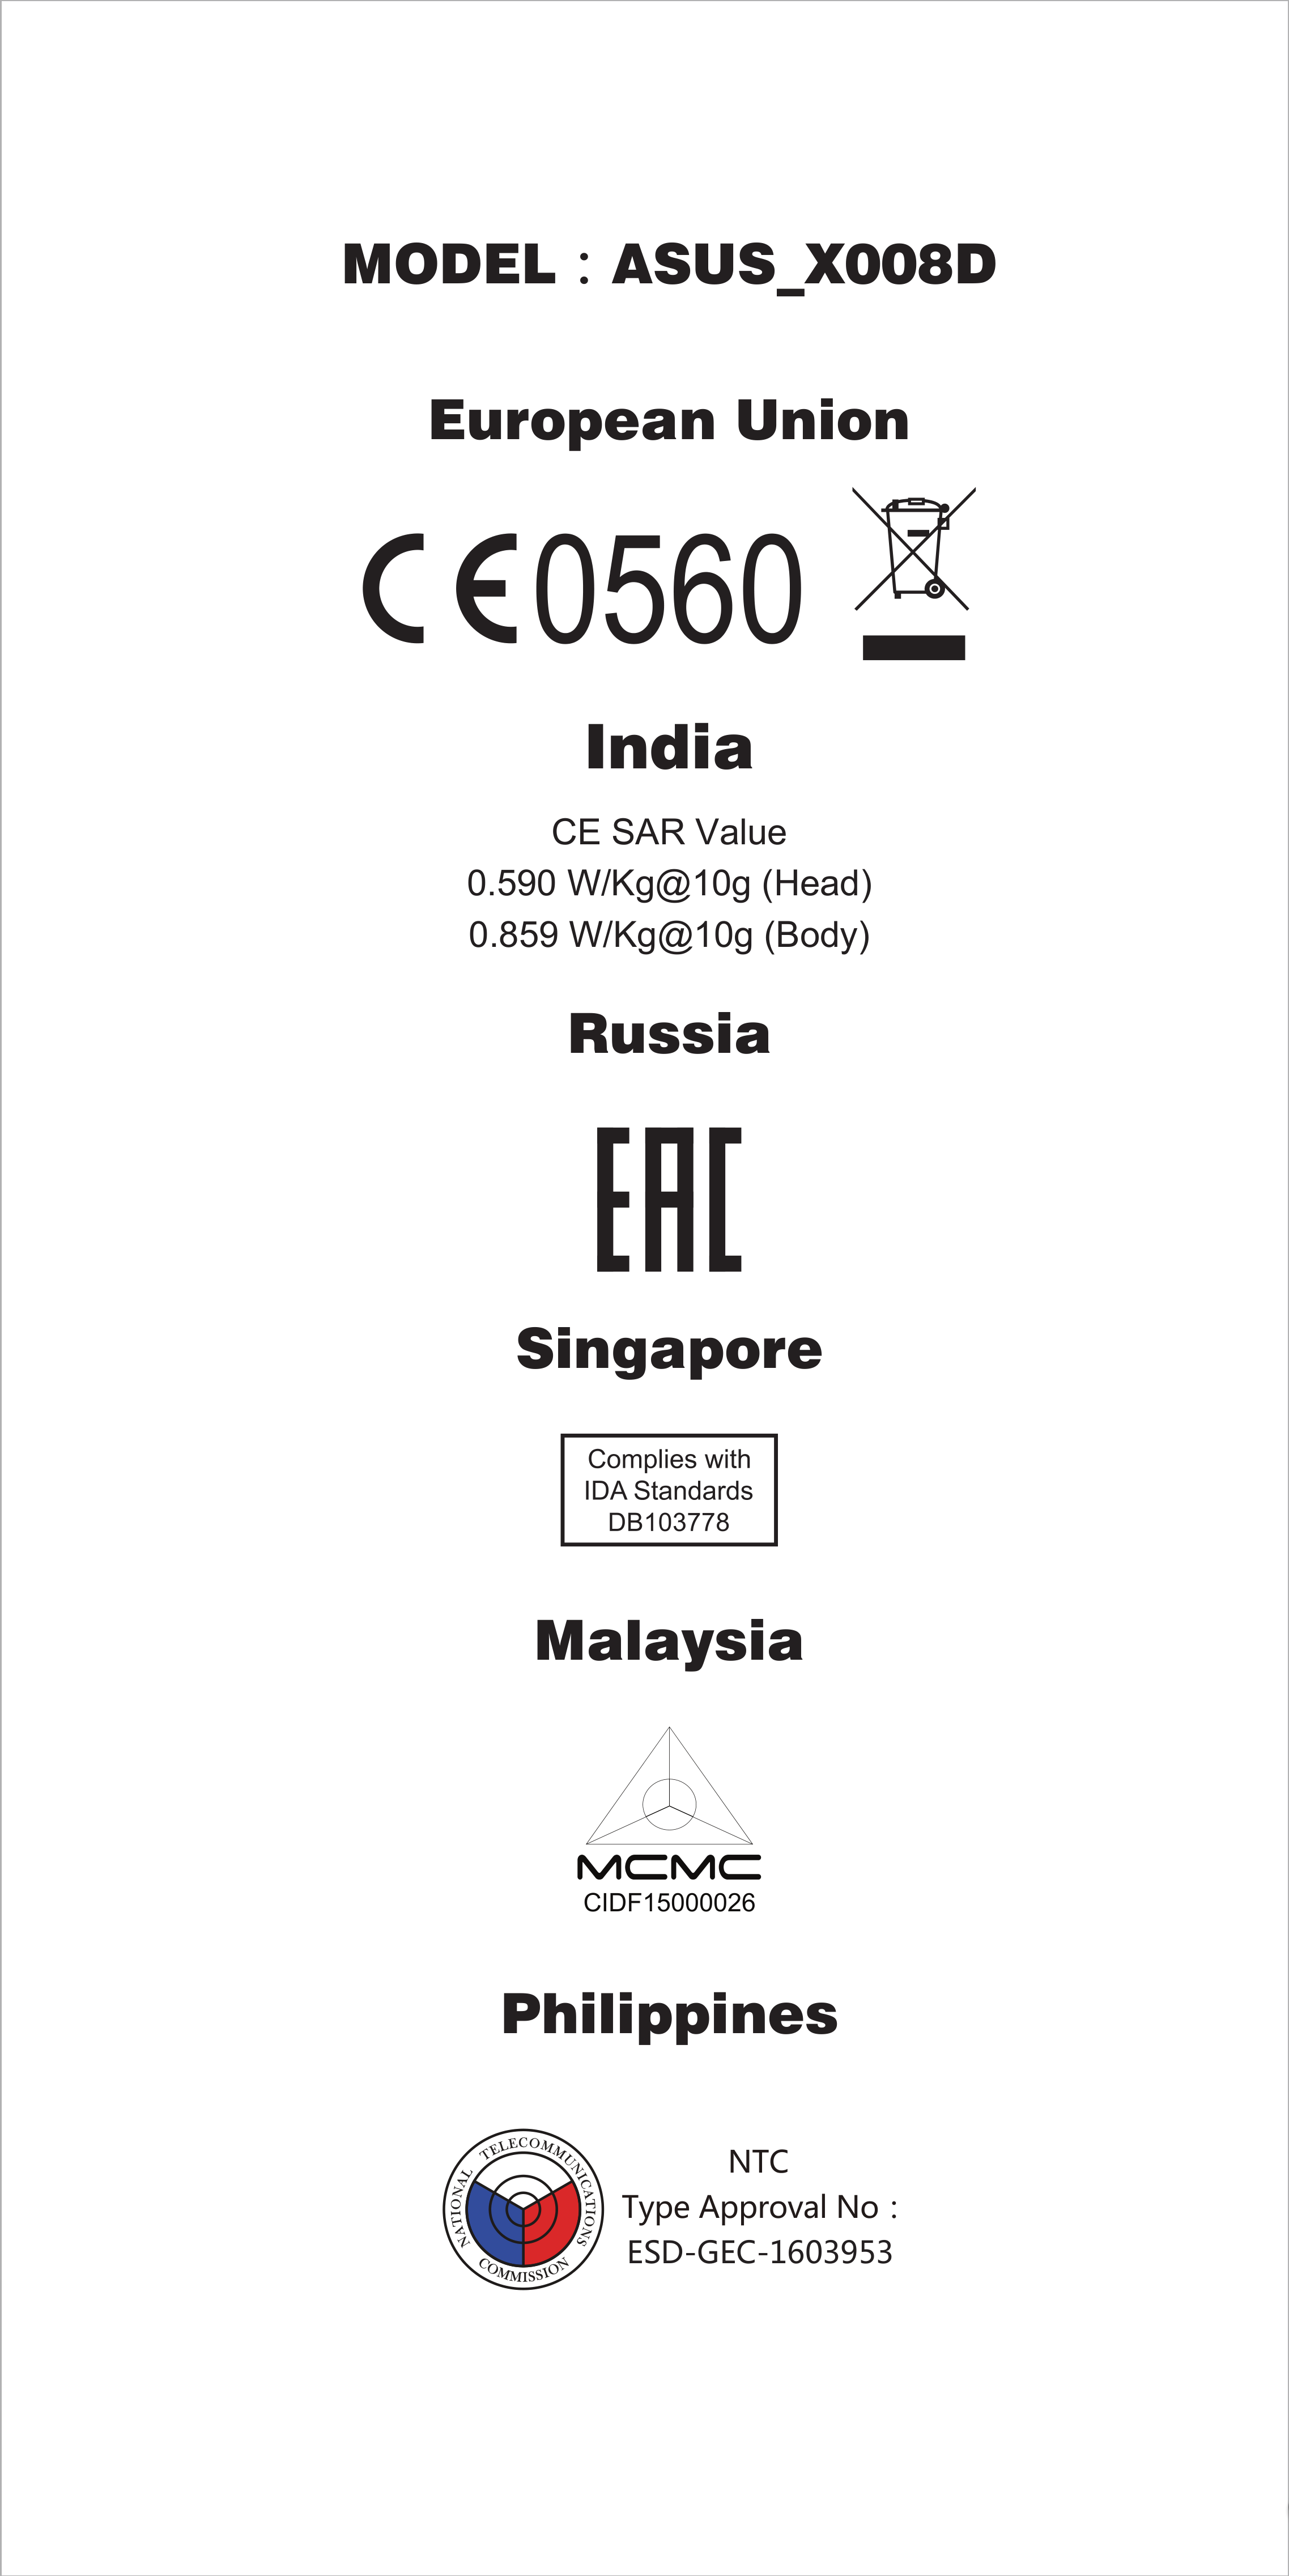 MODEL : ASUS_X008D
European Union
CE0560
India
CE SAR Value
0.590 W/Kg@10g (Head)
0.859 W/Kg@10g (Body)
Russia
EAC
Singapore
Complies with
IDA Standards
DB103778
Malaysia
MCMC
CIDF15000026
Philippines
NATIONAL TELECOMMUNICATIONS COMMISSION
NTC
Type Approval No :
ESD-GEC-1603953